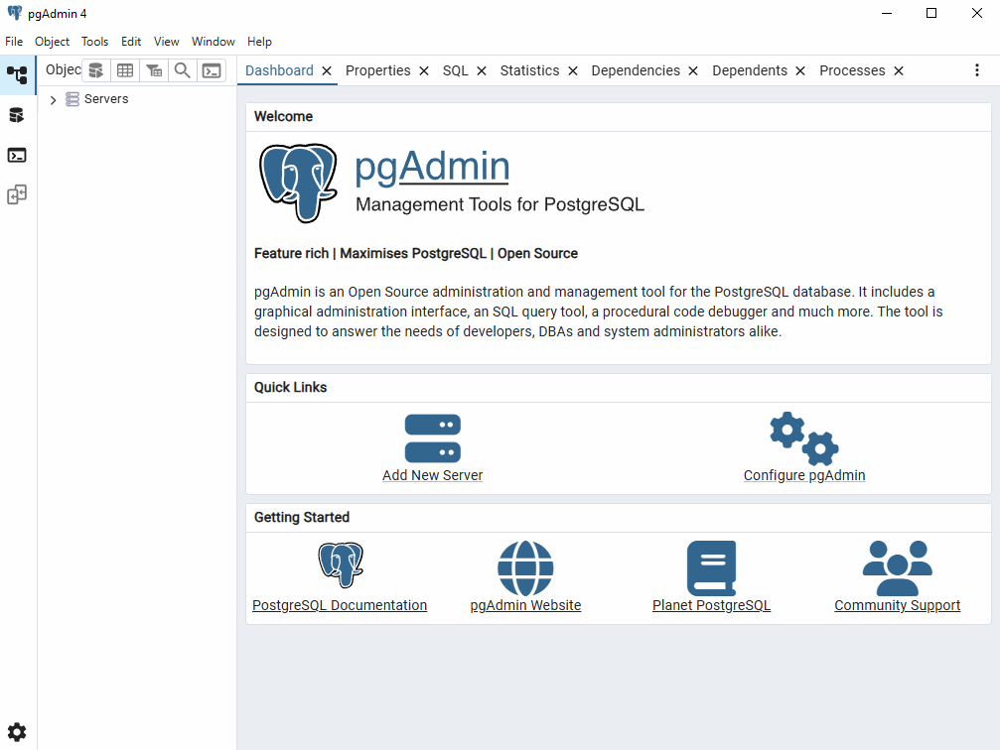 pgAdmin 4
File Object Tools Edit View Window Help
Objec
Dashboard Properties SQL Statistics Dependencies Dependents Processes
Servers
Welcome
pgAdmin
Management Tools for PostgreSQL
Feature rich | Maximises PostgreSQL | Open Source
pgAdmin is an Open Source administration and management tool for the PostgreSQL database. It includes a
graphical administration interface, an SQL query tool, a procedural code debugger and much more. The tool is
designed to answer the needs of developers, DBAs and system administrators alike.
Quick Links
Add New Server
Configure pgAdmin
Getting Started
PostgreSQL Documentation
pgAdmin Website
Planet PostgreSQL
Community Support